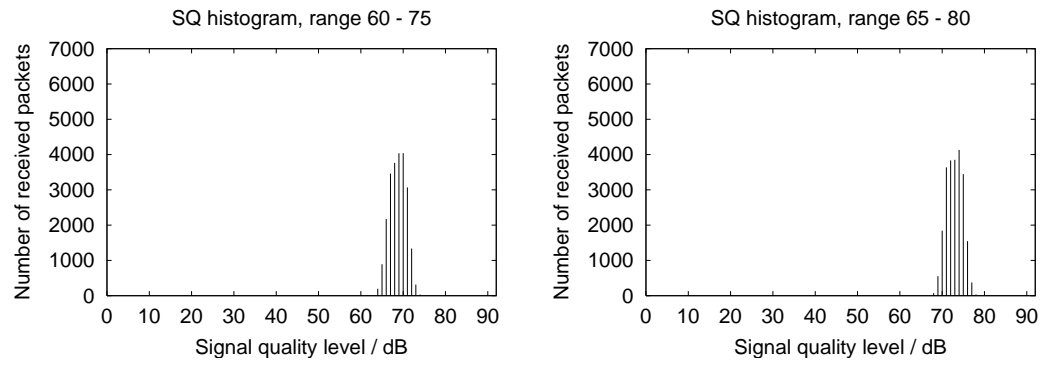 SQ histogram, range 60 - 75
Number of received packets
7000
6000
5000
4000
3000
2000
1000
0
0 10 20 30 40 50 60 70 80 90
Signal quality level / dB
SQ histogram, range 65 - 80
Number of received packets
7000
6000
5000
4000
3000
2000
1000
0
0 10 20 30 40 50 60 70 80 90
Signal quality level / dB